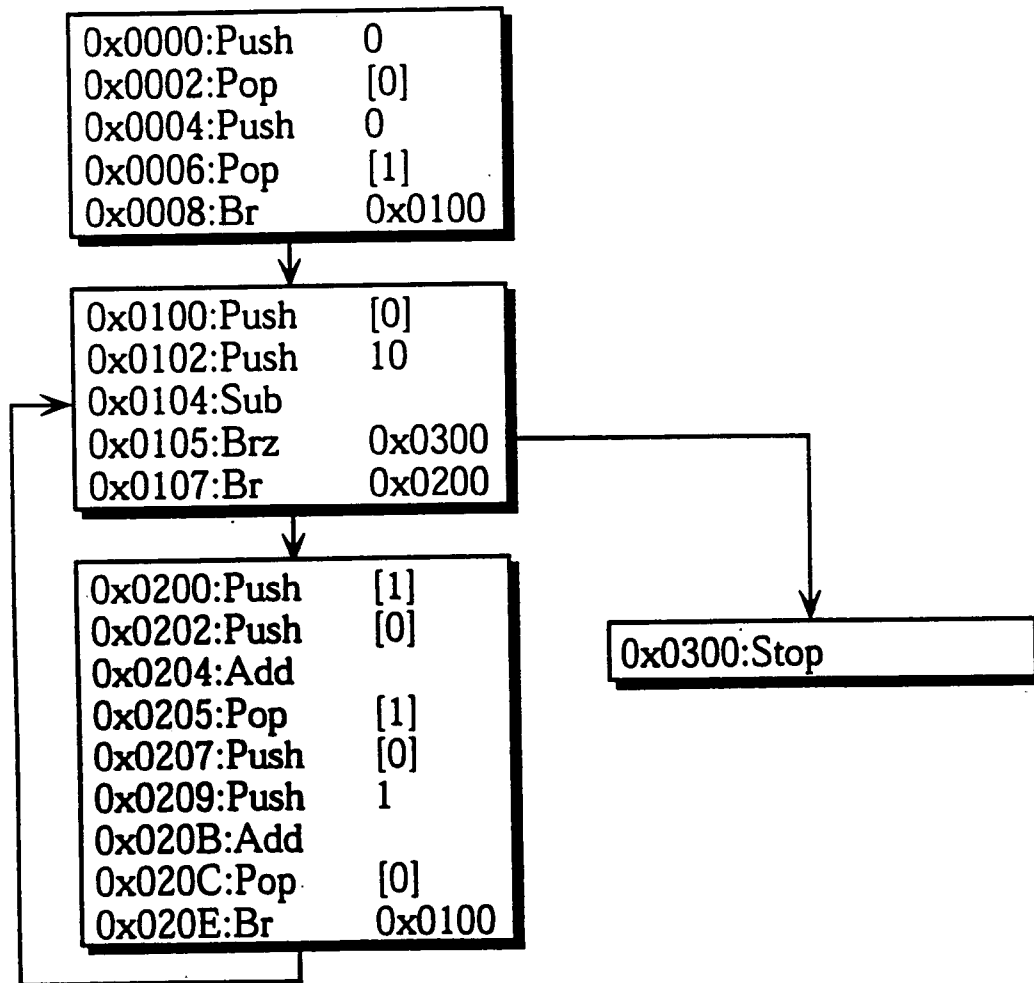 0x0000:Push 0
0x0002:Pop [0]
0x0004:Push 0
0x0006:Pop [1]
0x0008:Br 0x0100
0x0100:Push [0]
0x0102:Push 10
0x0104:Sub
0x0105:Brz 0x0300
0x0107:Br 0x0200
0x0200:Push [1]
0x0202:Push [0]
0x0204:Add
0x0205:Pop [1]
0x0207:Push [0]
0x0209:Push 1
0x020B:Add
0x020C:Pop [0]
0x020E:Br 0x0100
0x0300:Stop